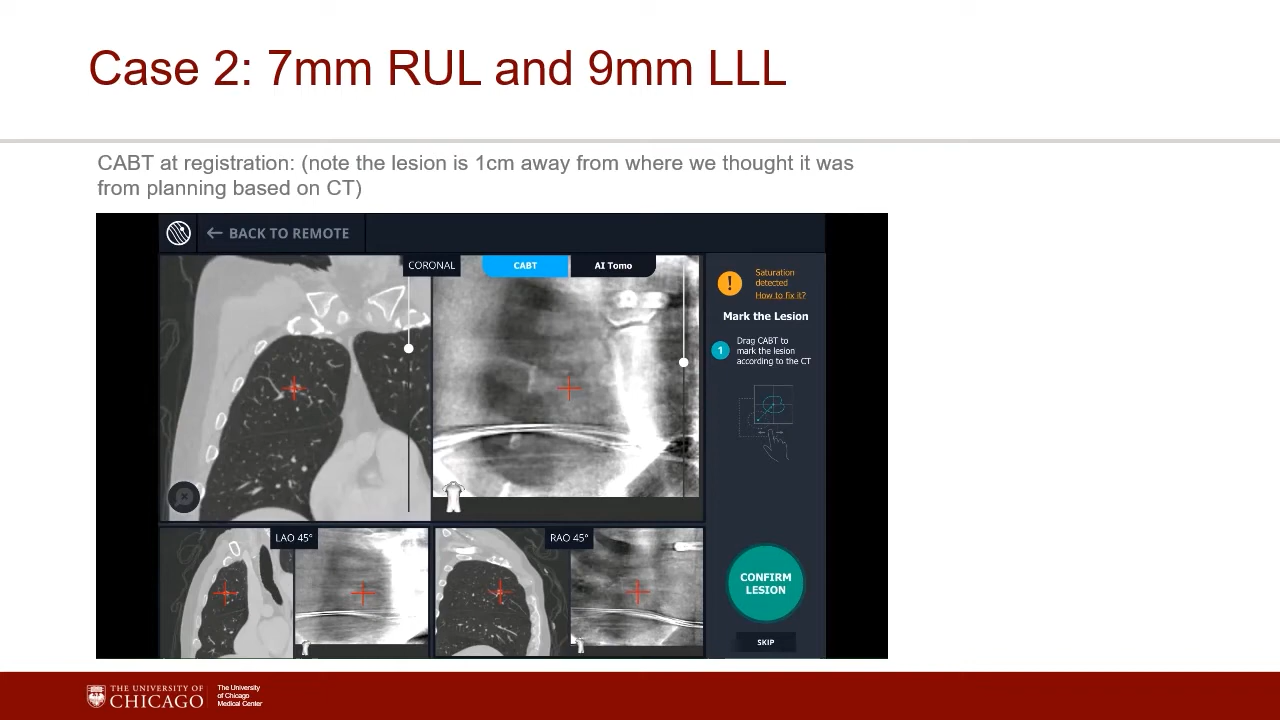 Case 2: 7mm RUL and 9mm LLL
CABT at registration: (note the lesion is 1cm away from where we thought it was
from planning based on CT)
← BACK TO REMOTE
CORONAL
CABT
AI Tomo
Saturation
detected
How to fix it?
Mark the Lesion
1
Drag CABT to
mark the lesion
according to the CT
LAO 45°
RAO 45°
CONFIRM
LESION
SKIP
THE UNIVERSITY OF
CHICAGO
The University
of Chicago
Medical Center